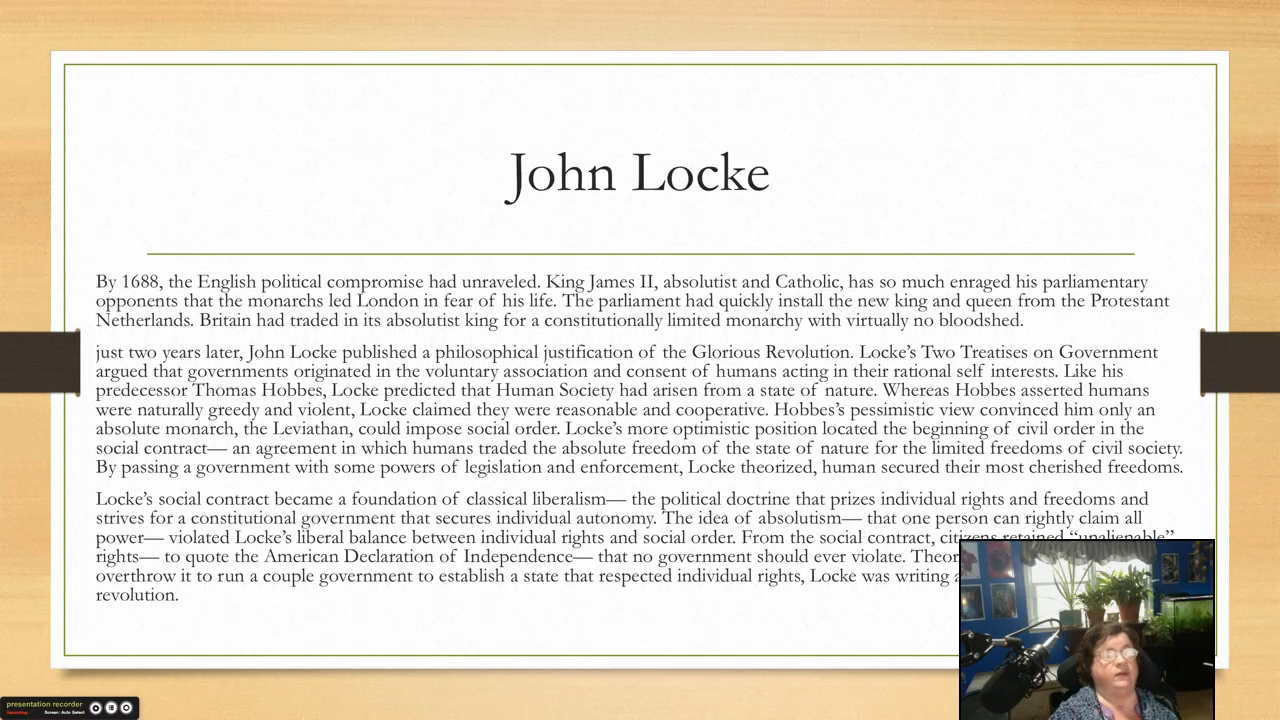 John Locke
By 1688, the English political compromise had unraveled. King James II, absolutist and Catholic, has so much enraged his parliamentary
opponents that the monarchs led London in fear of his life. The parliament had quickly install the new king and queen from the Protestant
Netherlands. Britain had traded in its absolutist king for a constitutionally limited monarchy with virtually no bloodshed.
just two years later, John Locke published a philosophical justification of the Glorious Revolution. Locke's Two Treatises on Government
argued that governments originated in the voluntary association and consent of humans acting in their rational self interests. Like his
predecessor Thomas Hobbes, Locke predicted that Human Society had arisen from a state of nature. Whereas Hobbes asserted humans
were naturally greedy and violent, Locke claimed they were reasonable and cooperative. Hobbes's pessimistic view convinced him only an
absolute monarch, the Leviathan, could impose social order. Locke's more optimistic position located the beginning of civil order in the
social contract— an agreement in which humans traded the absolute freedom of the state of nature for the limited freedoms of civil society.
By passing a government with some powers of legislation and enforcement, Locke theorized, human secured their most cherished freedoms.
Locke's social contract became a foundation of classical liberalism— the political doctrine that prizes individual rights and freedoms and
strives for a constitutional government that secures individual autonomy. The idea of absolutism— that one person can rightly claim all
power— violated Locke's liberal balance between individual rights and social order. From the social contract, citizens retained “unalienable”
rights— to quote the American Declaration of Independence— that no government should ever violate.
overthrow it to run a couple government to establish a state that respected individual rights, Locke was writing
revolution.
presentation recorder
Recording Screen: Auto Select